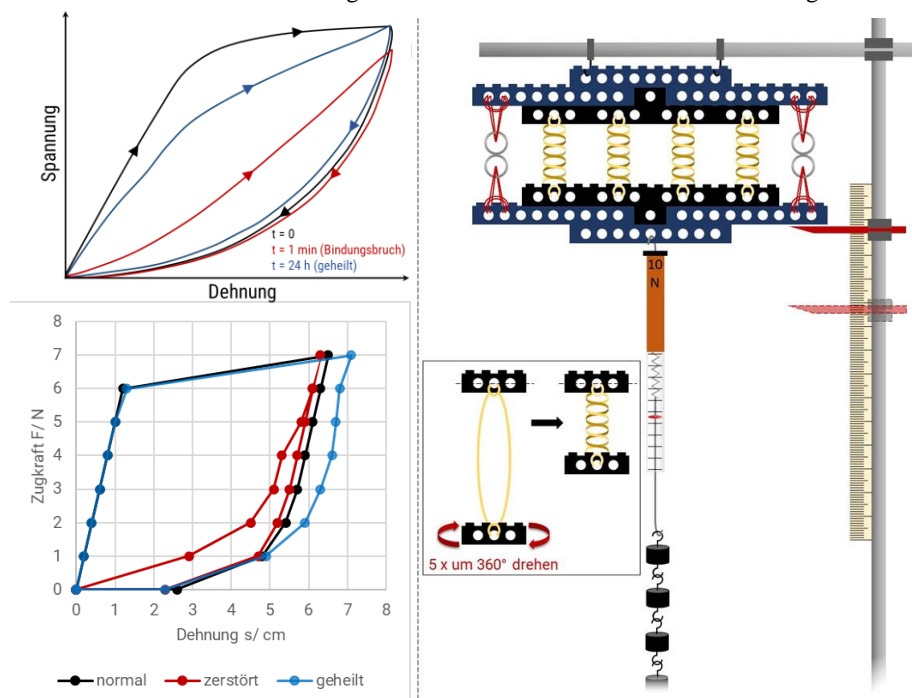 Spannung
t = 0
t = 1 min (Bindungsbruch)
t = 24 h (geheilt)
Dehnung
Zugkraft F/ N
8
7
6
5
4
3
2
1
0
0 1 2 3 4 5 6 7 8
Dehnung s/ cm
normal zerstört geheilt
10
N
5 x um 360° drehen